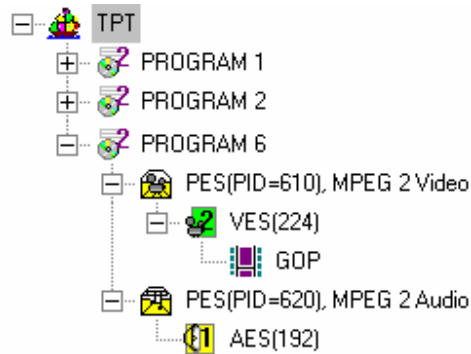 TPT
PROGRAM 1
PROGRAM 2
PROGRAM 6
PES(PID=610), MPEG 2 Video
VES(224)
GOP
PES(PID=620), MPEG 2 Audio
AES(192)